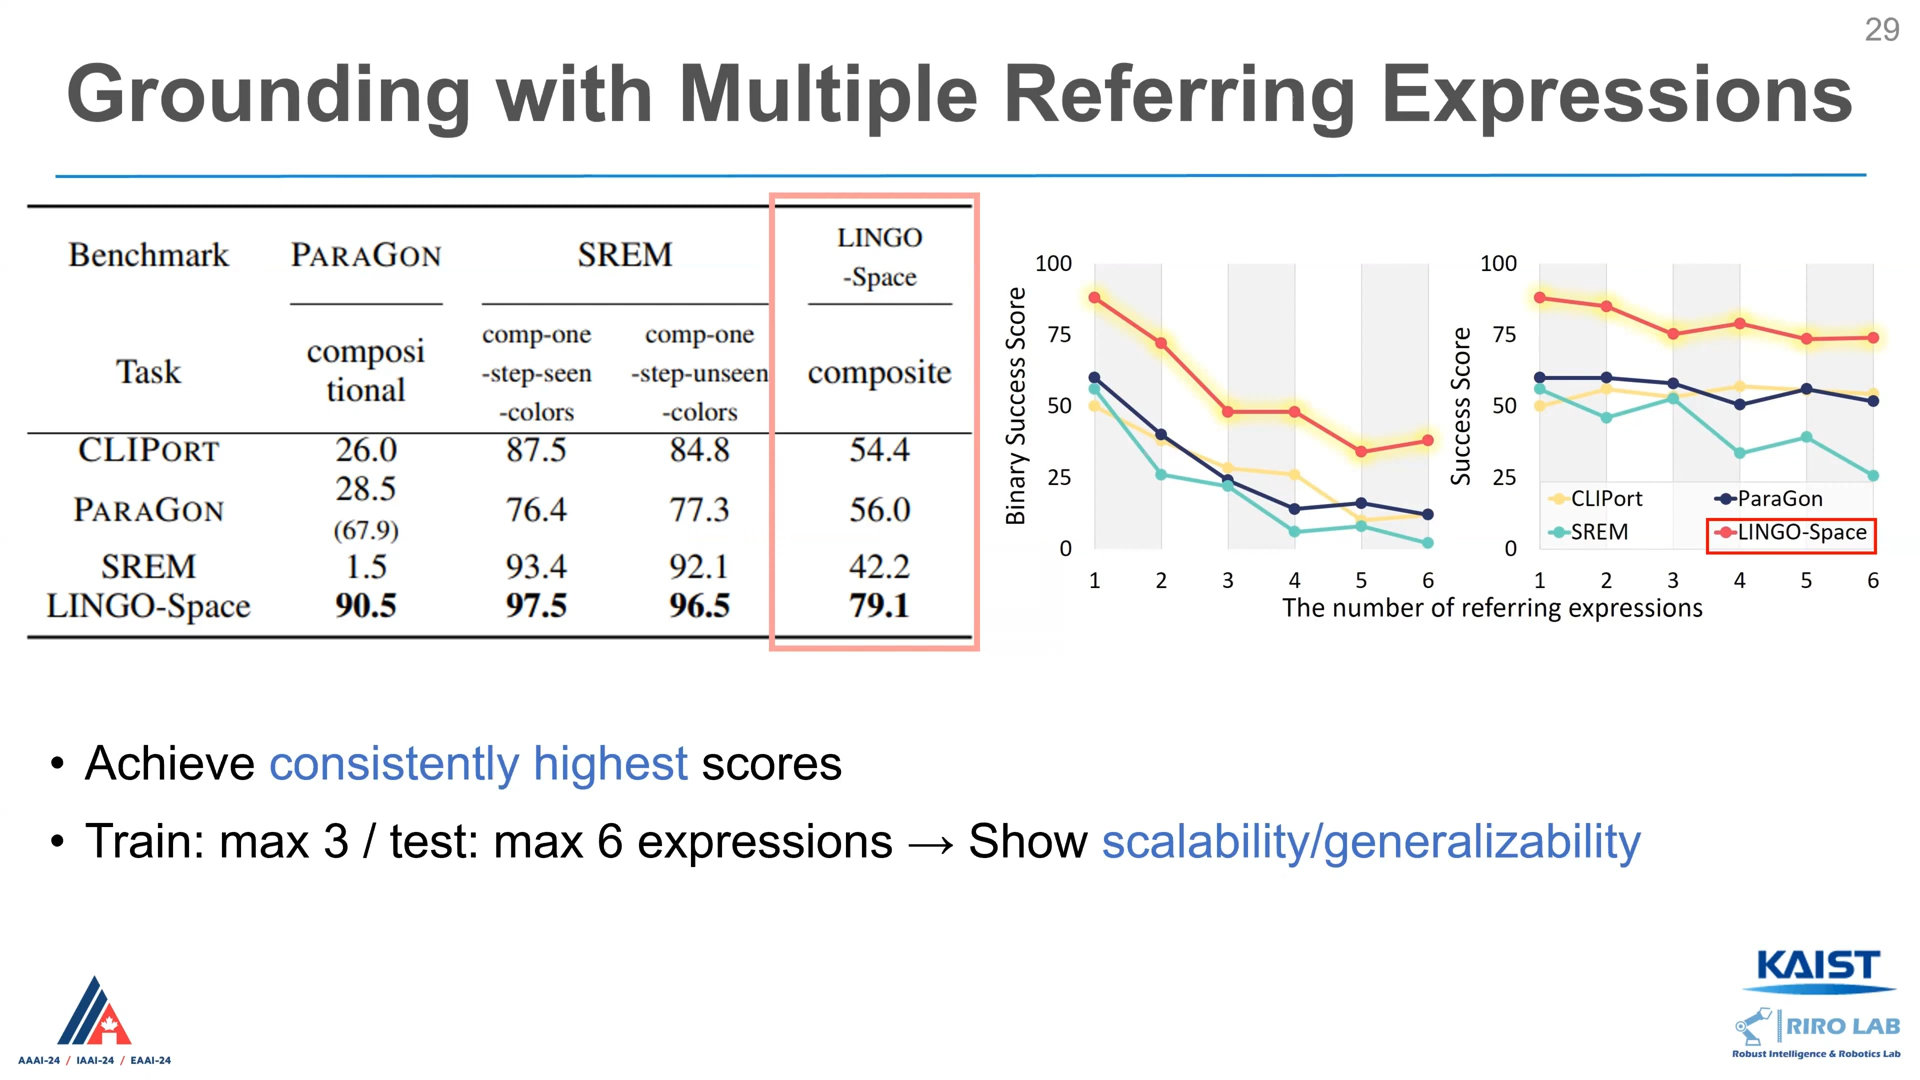 29
Grounding with Multiple Referring Expressions
Benchmark PARAGON SREM LINGO
-Space
Task composi
tional comp-one
-step-seen
-colors comp-one
-step-unseen
-colors composite
CLIPORT 26.0 87.5 84.8 54.4
PARAGON 28.5
(67.9) 76.4 77.3 56.0
SREM 1.5 93.4 92.1 42.2
LINGO-Space 90.5 97.5 96.5 79.1
Binary Success Score
100
75
50
25
0
1 2 3 4 5 6
Success Score
100
75
50
25
0
1 2 3 4 5 6
CLIPort ParaGon
SREM LINGO-Space
The number of referring expressions
• Achieve consistently highest scores
• Train: max 3 / test: max 6 expressions → Show scalability/generalizability
AAAI-24 / IAAI-24 / EAAI-24
KAIST
RIRO LAB
Robust Intelligence & Robotics Lab